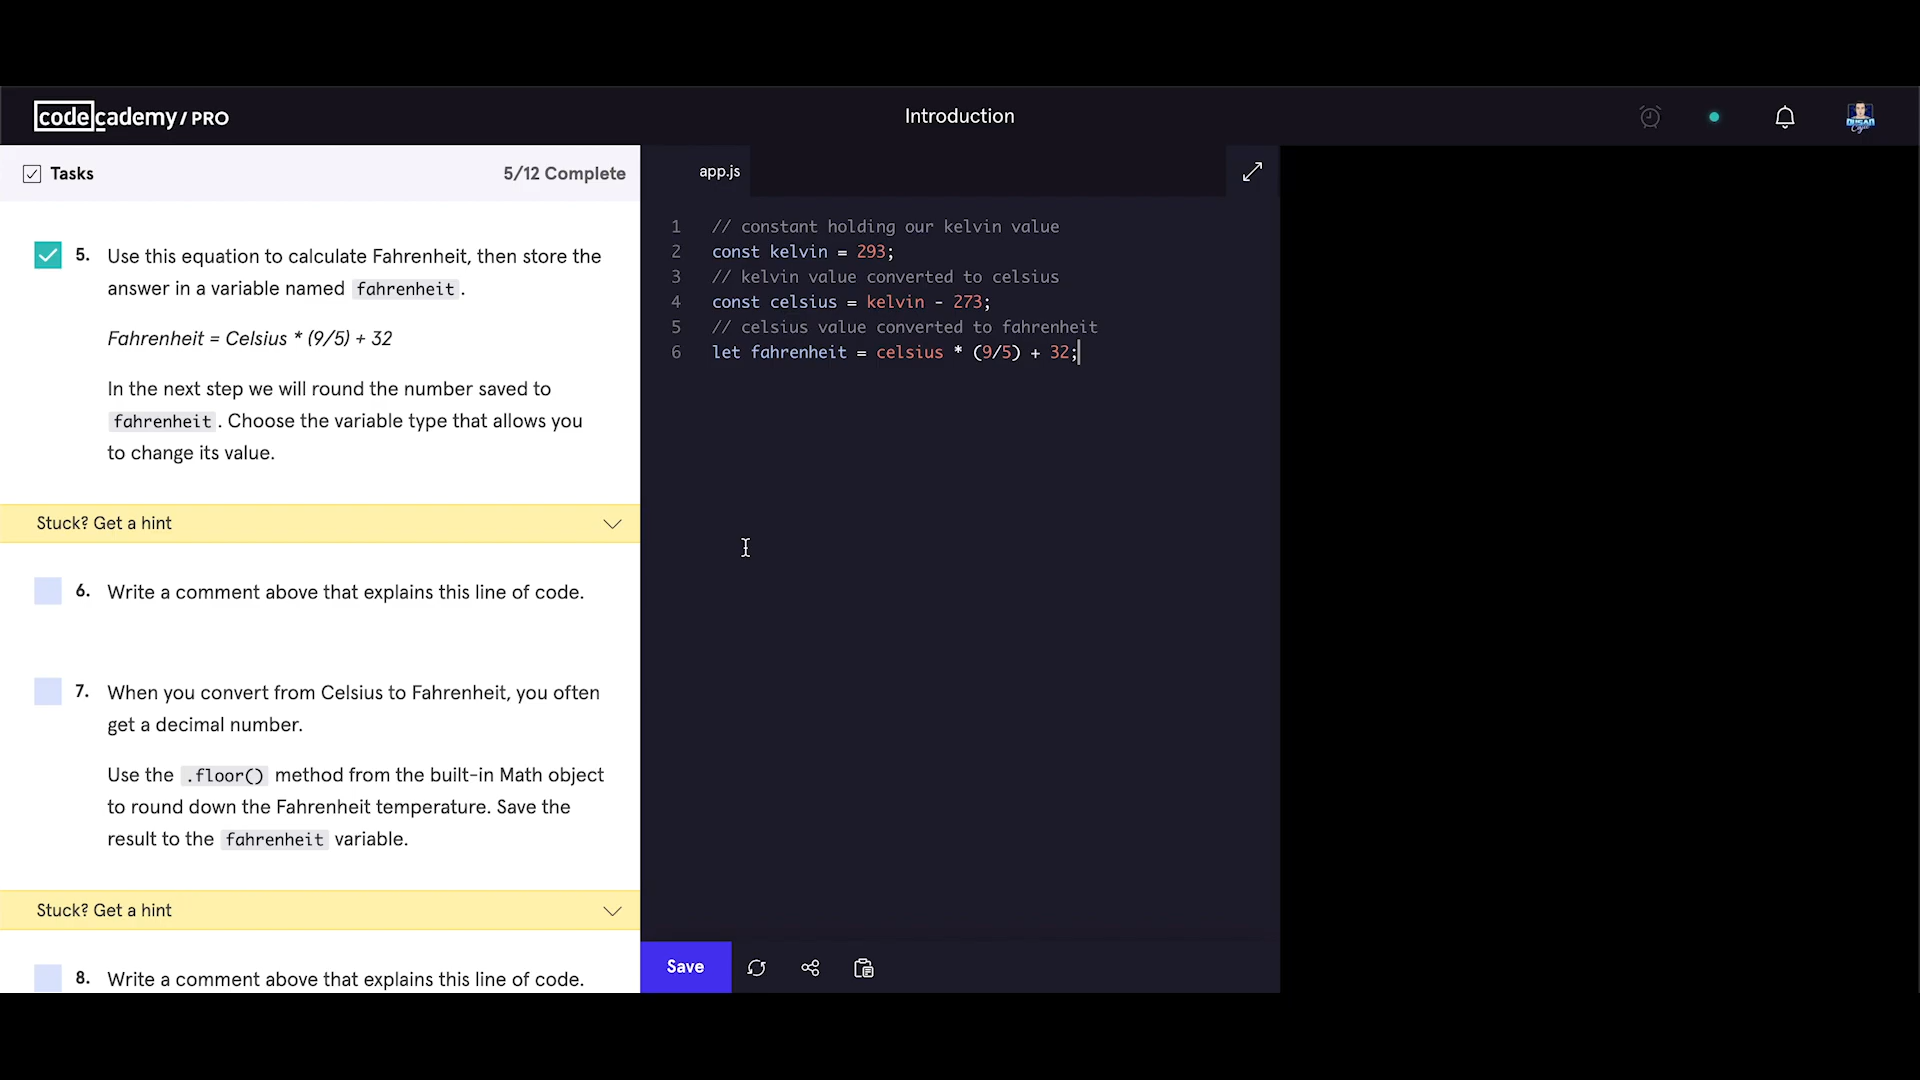 codecademy/PRO
Introduction
Tasks
5/12 Complete
app.js
5. Use this equation to calculate Fahrenheit, then store the
answer in a variable named fahrenheit.
Fahrenheit = Celsius * (9/5) + 32
In the next step we will round the number saved to
fahrenheit. Choose the variable type that allows you
to change its value.
Stuck? Get a hint
6. Write a comment above that explains this line of code.
7. When you convert from Celsius to Fahrenheit, you often
get a decimal number.
Use the .floor() method from the built-in Math object
to round down the Fahrenheit temperature. Save the
result to the fahrenheit variable.
Stuck? Get a hint
8. Write a comment above that explains this line of code.
1 // constant holding our kelvin value
2 const kelvin = 293;
3 // kelvin value converted to celsius
4 const celsius = kelvin - 273;
5 // celsius value converted to fahrenheit
6 let fahrenheit = celsius * (9/5) + 32;
Save